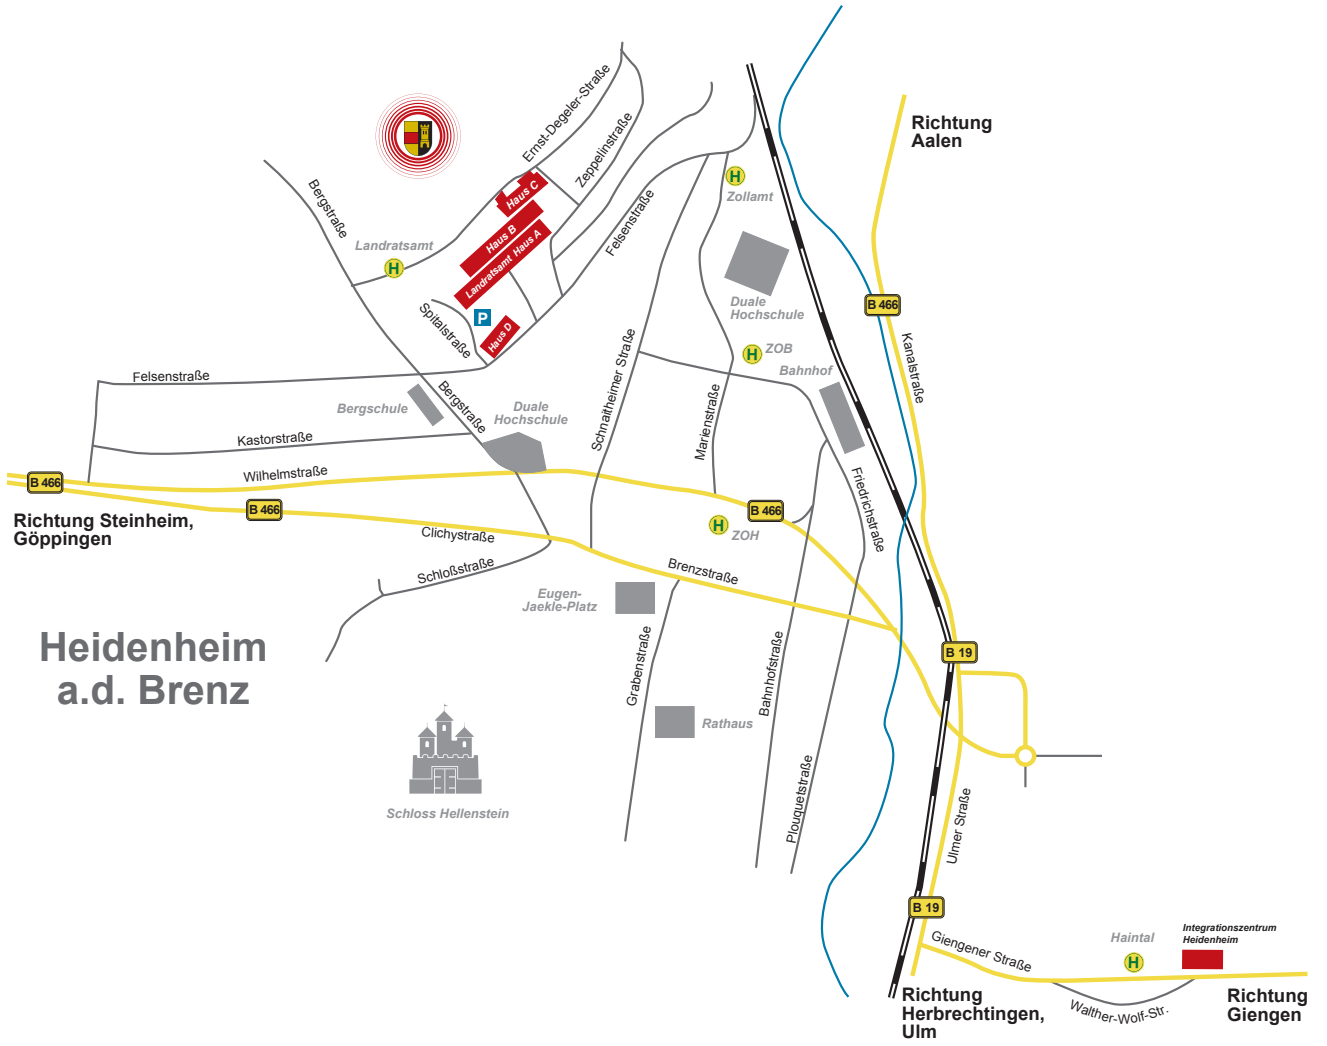 Richtung
Aalen
Ernst-Degeler-Straße
Zeppelinstraße
Bergstraße
Haus C
Haus B
Landratsamt Haus A
Felsenstraße
H
Zollamt
Landratsamt
H
Duale
Hochschule
B 466
Spitalstraße
P
Haus D
H
ZOB
Bahnhof
Kanalstraße
Felsenstraße
Bergstraße
Bergschule
Duale
Hochschule
Schnaitheimer Straße
Marienstraße
Kastorstraße
Wilhelmstraße
B 466
B 466
B 466
Richtung Steinheim,
Göppingen
Clichystraße
H
ZOH
Friedrichstraße
Schloßstraße
Brenzstraße
Eugen-
Jaekle-Platz
Heidenheim
a.d. Brenz
Grabenstraße
Bahnhofstraße
B 19
Rathaus
Plouquetstraße
Schloss Hellenstein
Ulmer Straße
B 19
Giengener Straße
Haintal
H
Integrationszentrum
Heidenheim
Walther-Wolf-Str.
Richtung
Herbrechtingen,
Ulm
Richtung
Giengen